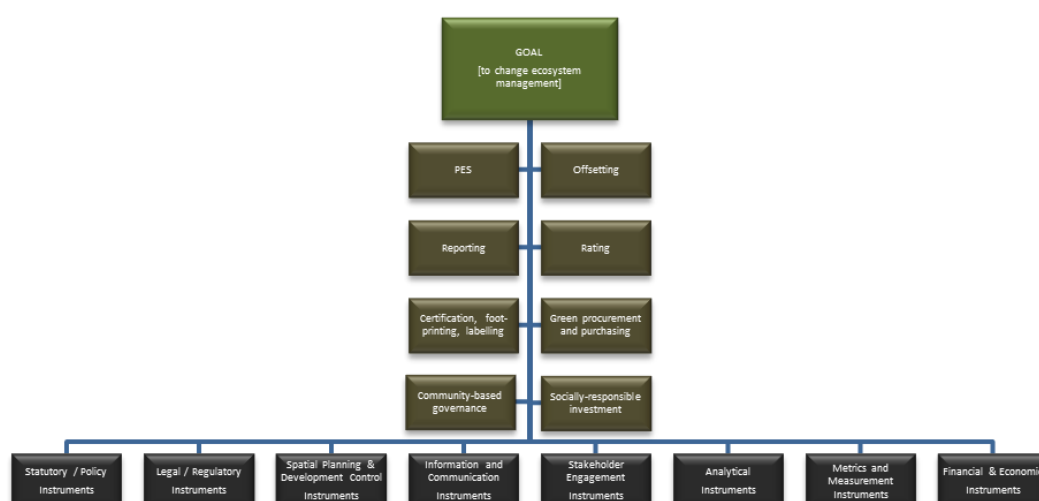 GOAL
[to change ecosystem
management]
PES
Offsetting
Reporting
Rating
Certification, foot-
printing, labelling
Green procurement
and purchasing
Community-based
governance
Socially-responsible
investment
Statutory / Policy
Instruments
Legal / Regulatory
Instruments
Spatial Planning &
Development Control
Instruments
Information and
Communication
Instruments
Stakeholder
Engagement
Instruments
Analytical
Instruments
Metrics and
Measurement
Instruments
Financial & Economic
Instruments